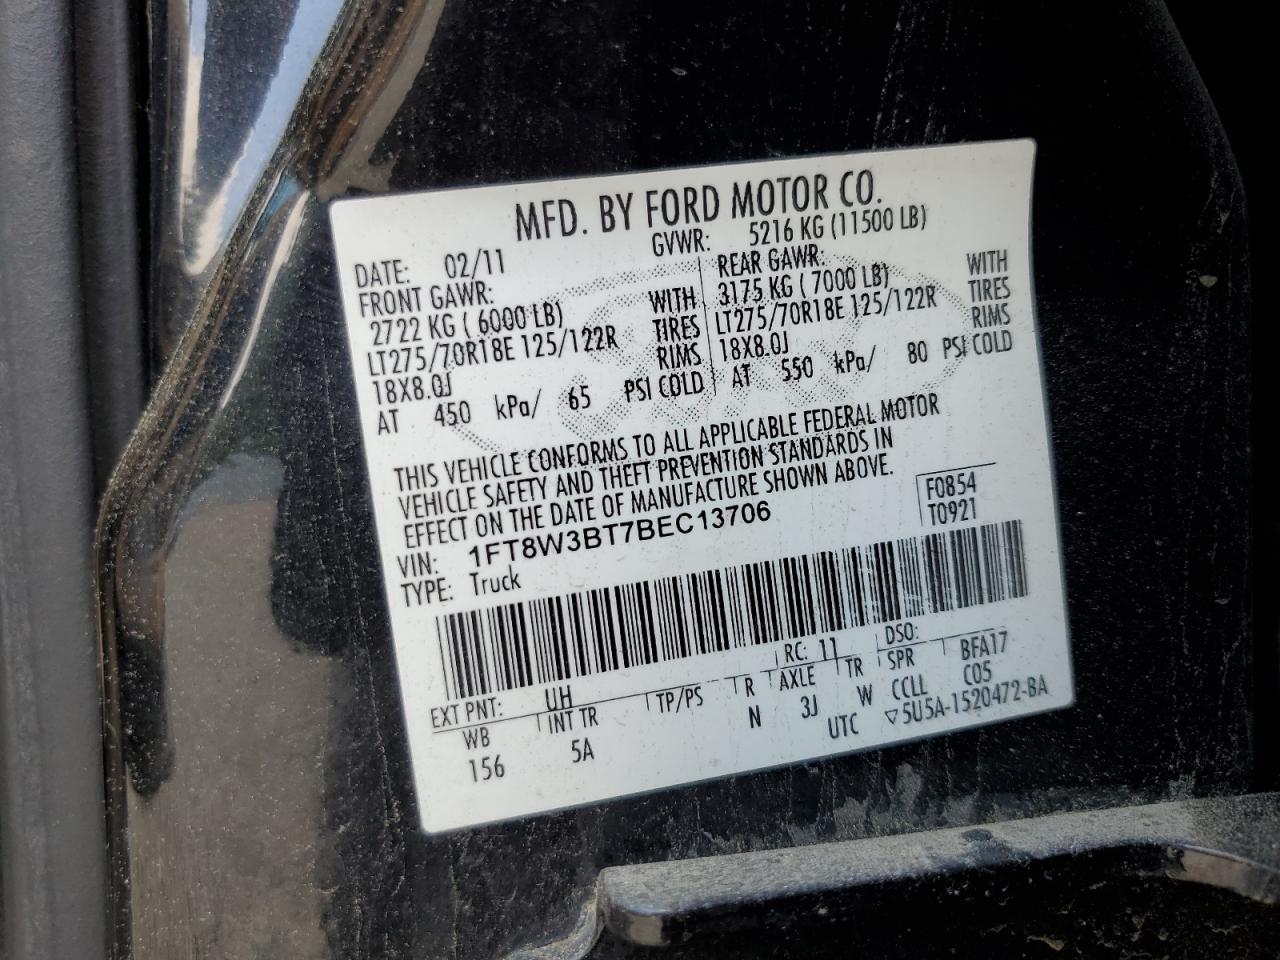 MFD. BY FORD MOTOR CO.
DATE: 02/11 GVWR: 5216 KG (11500 LB)
FRONT GAWR: REAR GAWR:
2722 KG ( 6000 LB) WITH 3175 KG ( 7000 LB) WITH
LT275/70R18E 125/122R TIRES LT275/70R18E 125/122R TIRES
18X8.0J RIMS 18X8.0J RIMS
AT 450 kPa/ 65 PSI COLD AT 550 kPa/ 80 PSI COLD
THIS VEHICLE CONFORMS TO ALL APPLICABLE FEDERAL MOTOR
VEHICLE SAFETY AND THEFT PREVENTION STANDARDS IN
EFFECT ON THE DATE OF MANUFACTURE SHOWN ABOVE.
VIN: 1FT8W3BT7BEC13706 F0854
TYPE: Truck T0921
EXT PNT: UH RC: 11 DSO: BFA17
WB INT TR TP/PS R AXLE TR SPR C05
156 5A N 3J W CCLL
UTC ▽5U5A-1520472-BA